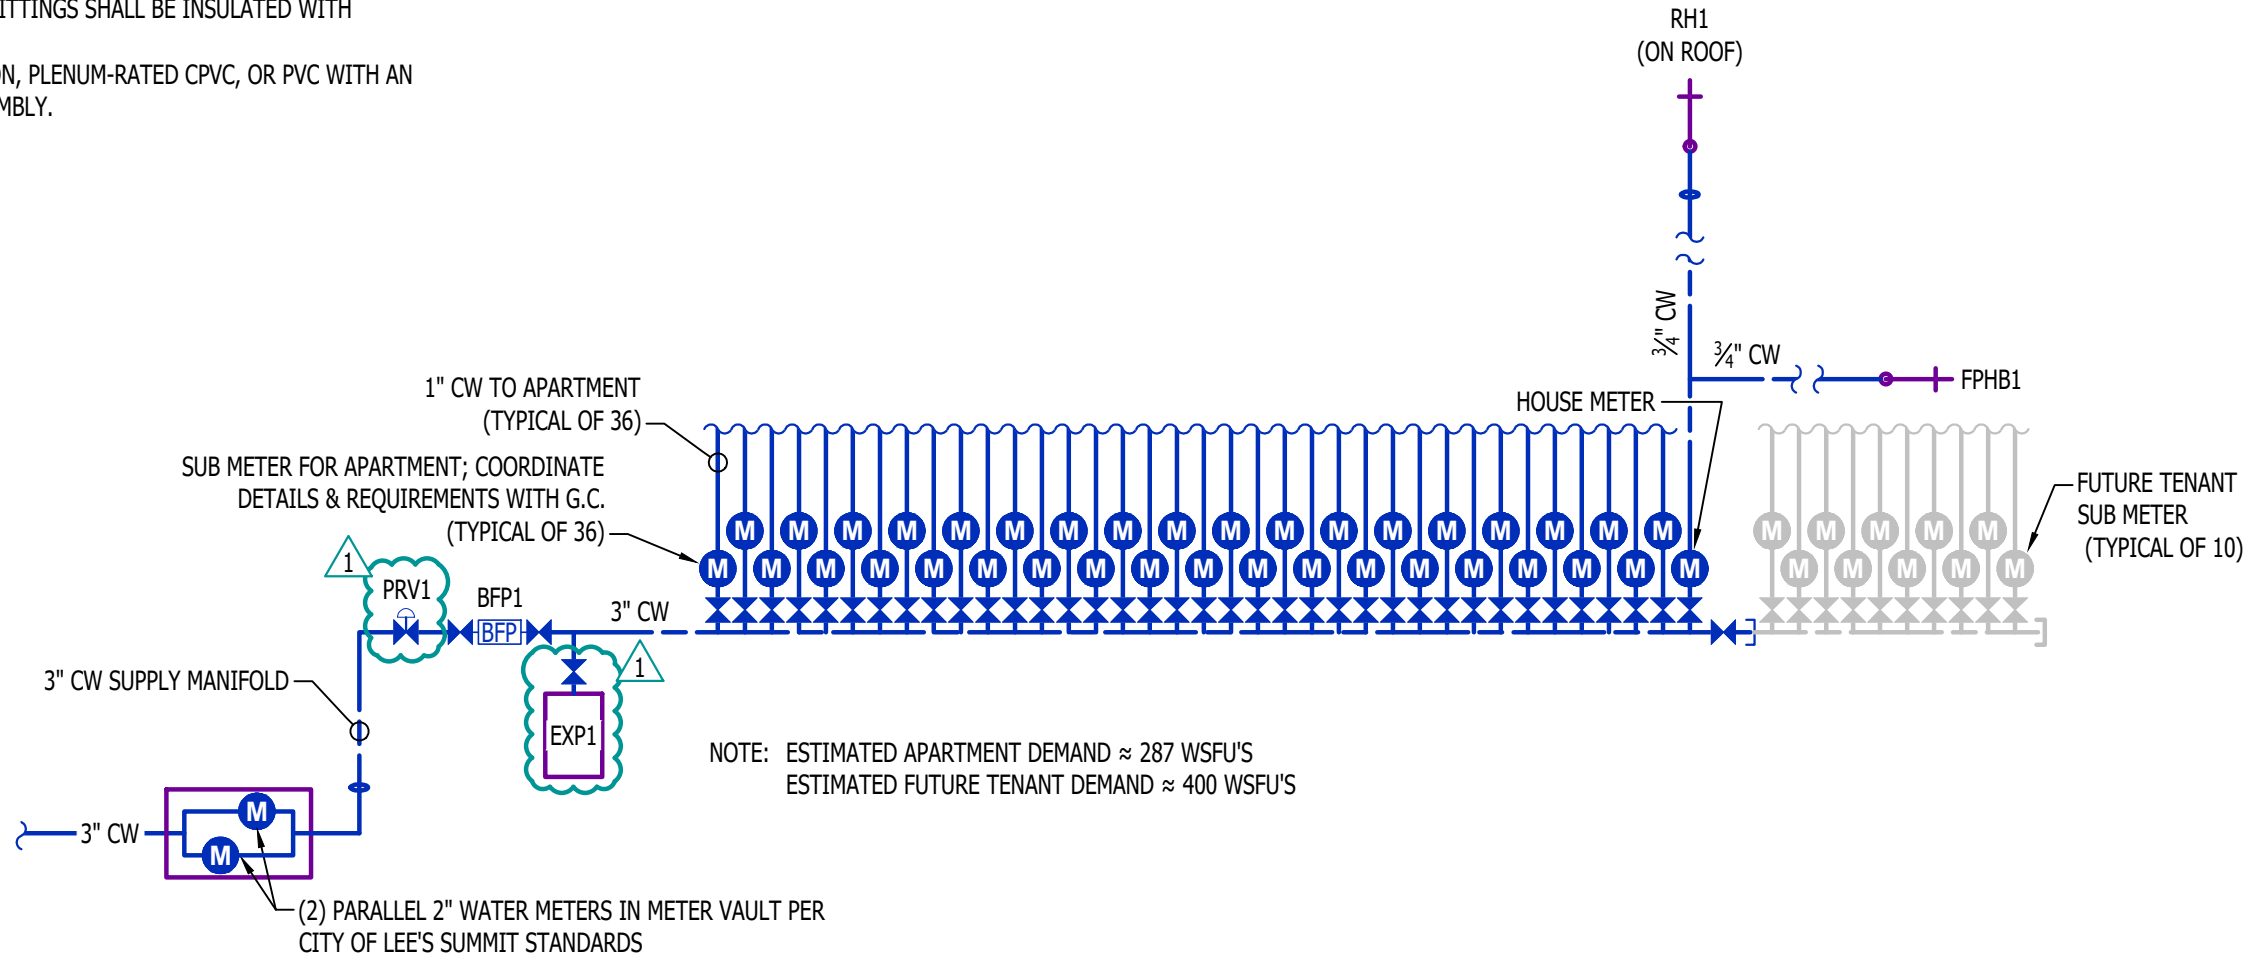 ITTINGS SHALL BE INSULATED WITH
ON, PLENUM-RATED CPVC, OR PVC WITH AN
MBLY.
RH1
(ON ROOF)
3/4" CW
3/4" CW
FPHB1
HOUSE METER
1" CW TO APARTMENT
(TYPICAL OF 36)
SUB METER FOR APARTMENT; COORDINATE
DETAILS & REQUIREMENTS WITH G.C.
(TYPICAL OF 36)
FUTURE TENANT
SUB METER
(TYPICAL OF 10)
M M M M M M M M M M M M M M M M M M
M M M M M M M M M M M M M M M M M M M
M M M M M
M M M M M
1
PRV1
BFP1
BFP
3" CW
1
EXP1
3" CW SUPPLY MANIFOLD
NOTE: ESTIMATED APARTMENT DEMAND ≈ 287 WSFU'S
ESTIMATED FUTURE TENANT DEMAND ≈ 400 WSFU'S
3" CW
M
M
(2) PARALLEL 2" WATER METERS IN METER VAULT PER
CITY OF LEE'S SUMMIT STANDARDS